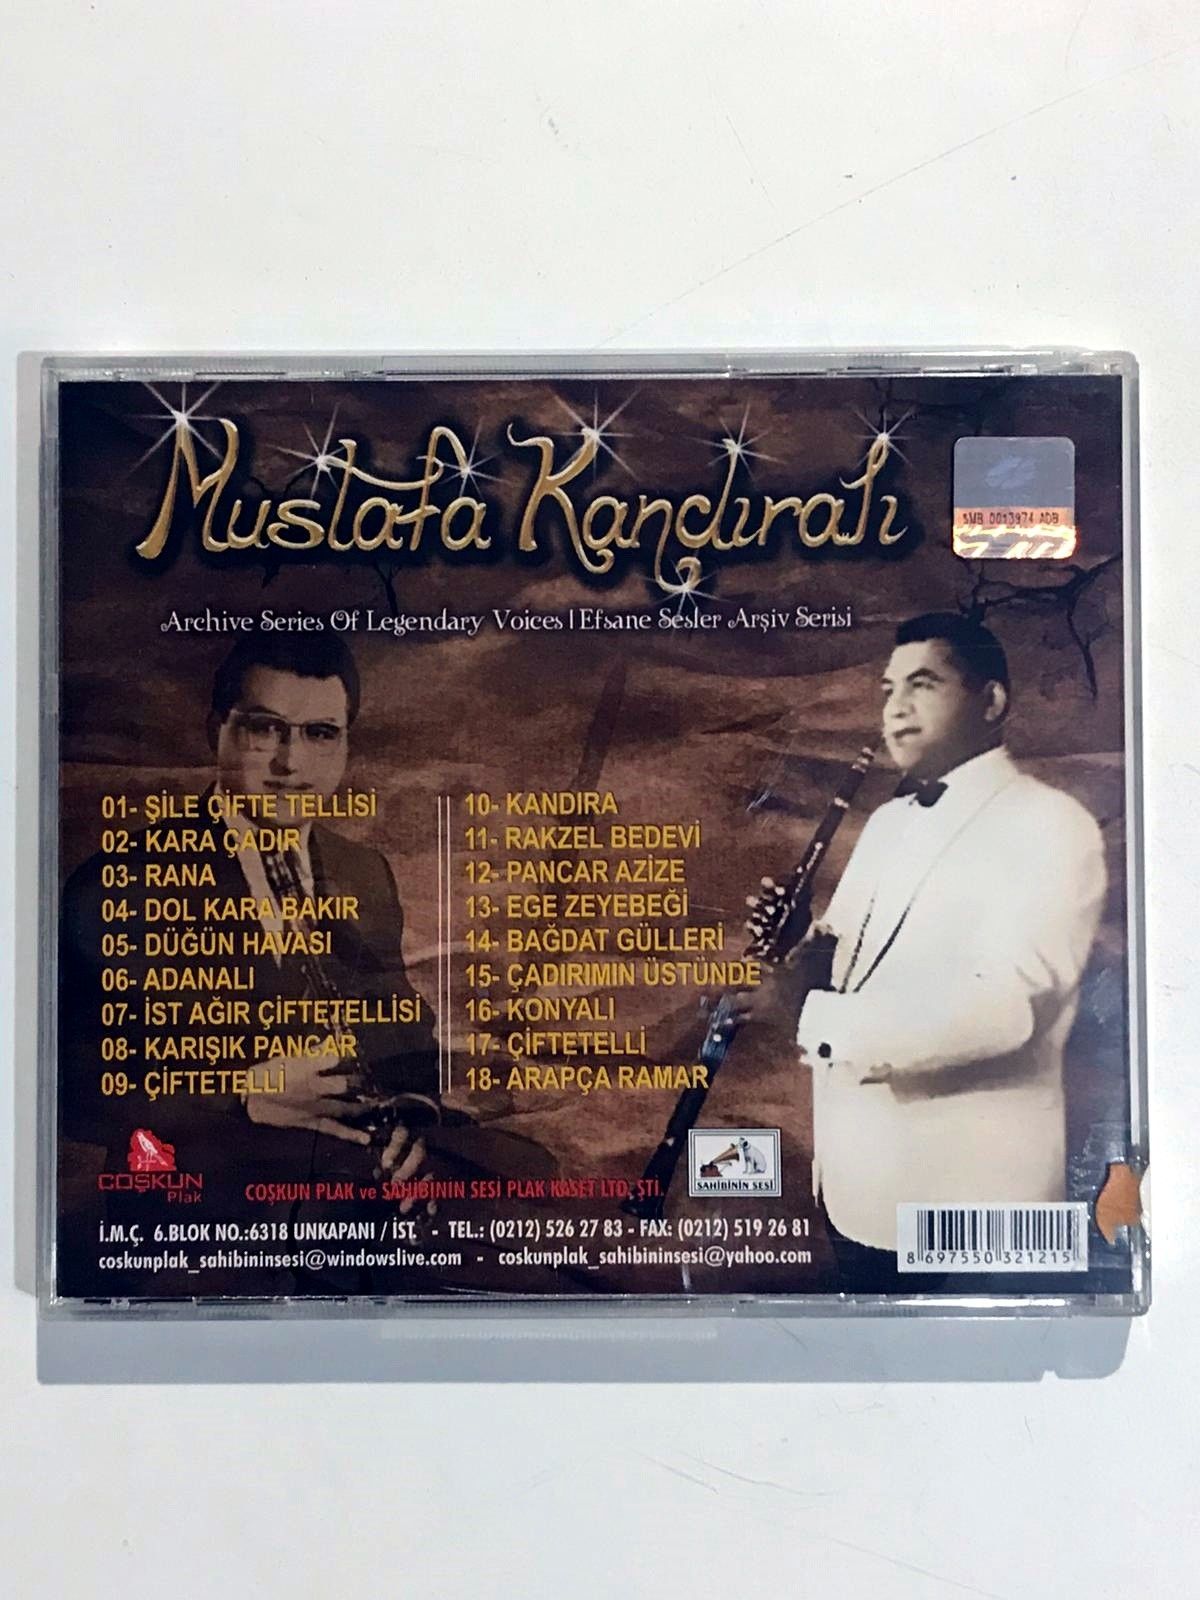 Mustafa Kandıralı
SMB 0013974 ADB
Archive Series Of Legendary Voices | Efsane Sesler Arşiv Serisi
01- ŞİLE ÇİFTE TELLİSİ
02- KARA ÇADIR
03- RANA
04- DOL KARA BAKIR
05- DÜĞÜN HAVASI
06- ADANALI
07- İST AĞIR ÇİFTETELLİSİ
08- KARIŞIK PANCAR
09- ÇİFTETELLİ
10- KANDIRA
11- RAKZEL BEDEVİ
12- PANCAR AZİZE
13- EGE ZEYEBEĞİ
14- BAĞDAT GÜLLERİ
15- ÇADIRIMIN ÜSTÜNDE
16- KONYALI
17- ÇİFTETELLİ
18- ARAPÇA RAMAR
COŞKUN
Plak
COŞKUN PLAK ve SAHİBİNİN SESİ PLAK KASET LTD. ŞTI.
SAHİBİNİN SESİ
İ.M.Ç. 6.BLOK NO.:6318 UNKAPANI / İST. - TEL.: (0212) 526 27 83 - FAX: (0212) 519 26 81
coskunplak_sahibininsesi@windowslive.com - coskunplak_sahibininsesi@yahoo.com
8 697550 321215